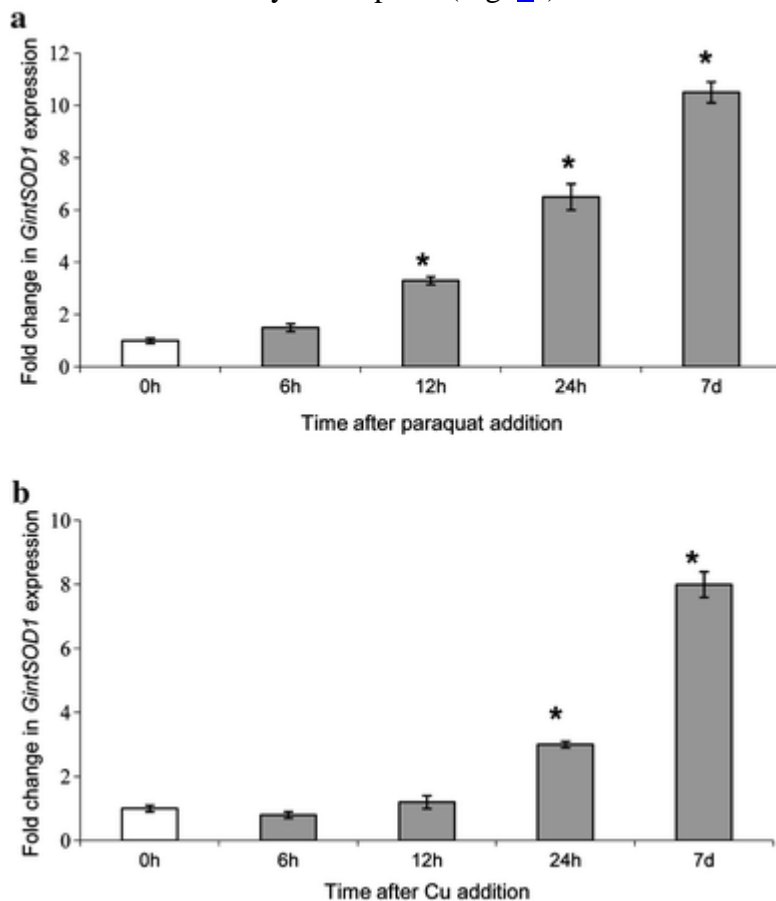 a
Fold change in GintSOD1 expression
12
10
8
6
4
2
0
*
*
*
0h 6h 12h 24h 7d
Time after paraquat addition
b
Fold change in GintSOD1 expression
10
8
6
4
2
0
*
*
0h 6h 12h 24h 7d
Time after Cu addition